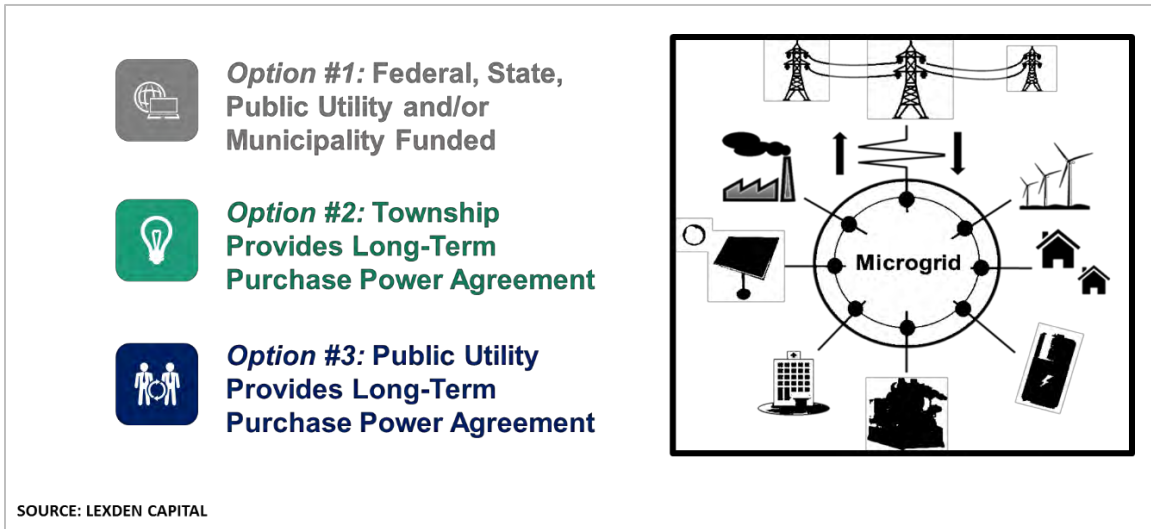 Option #1: Federal, State,
Public Utility and/or
Municipality Funded
Option #2: Township
Provides Long-Term
Purchase Power Agreement
Option #3: Public Utility
Provides Long-Term
Purchase Power Agreement
Microgrid
SOURCE: LEXDEN CAPITAL